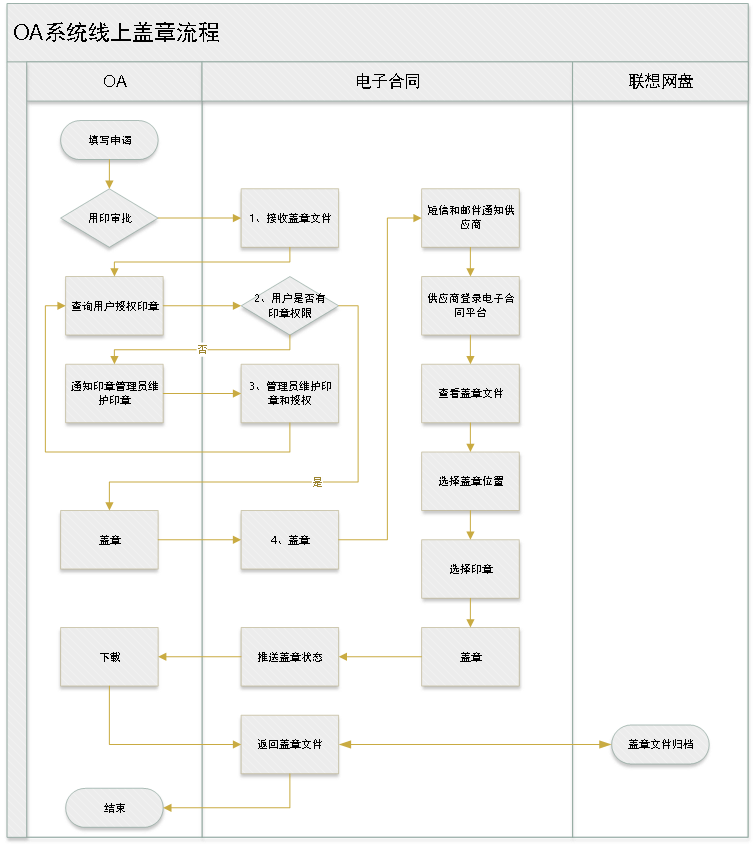 OA系统线上盖章流程
OA
电子合同
联想网盘
填写申请
用印审批
1、接收盖章文件
短信和邮件通知供
应商
查询用户授权印章
2、用户是否有
印章权限
供应商登录电子合
同平台
否
通知印章管理员维
护印章
3、管理员维护印
章和授权
查看盖章文件
是
选择盖章位置
盖章
4、盖章
选择印章
下载
推送盖章状态
盖章
返回盖章文件
盖章文件归档
结束